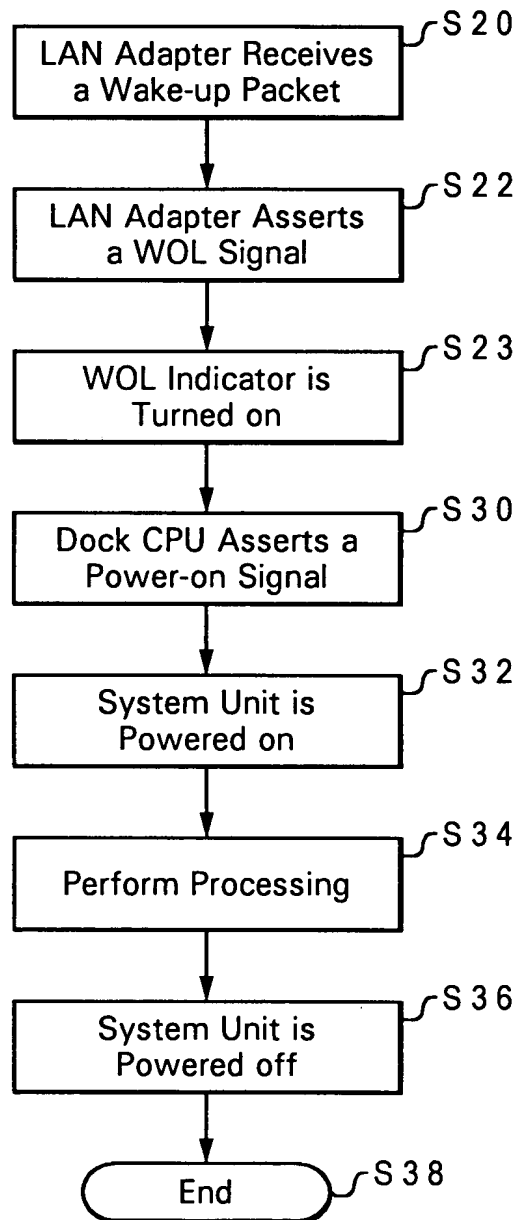 S20
LAN Adapter Receives
a Wake-up Packet
S22
LAN Adapter Asserts
a WOL Signal
S23
WOL Indicator is
Turned on
S30
Dock CPU Asserts a
Power-on Signal
S32
System Unit is
Powered on
S34
Perform Processing
S36
System Unit is
Powered off
S38
End